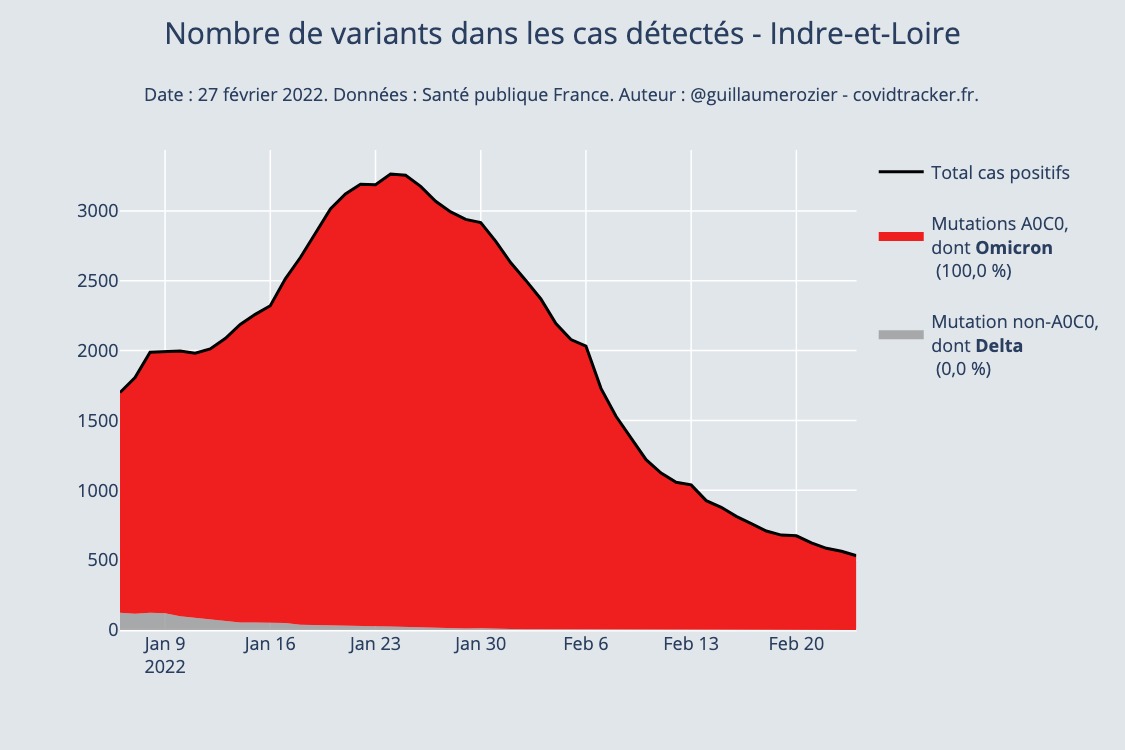 Nombre de variants dans les cas détectés - Indre-et-Loire
Date : 27 février 2022. Données : Santé publique France. Auteur : @guillaumerozier - covidtracker.fr.
Total cas positifs
Mutations A0C0,
dont Omicron
(100,0 %)
Mutation non-A0C0,
dont Delta
(0,0 %)
3000
2500
2000
1500
1000
500
0
Jan 9 Jan 16 Jan 23 Jan 30 Feb 6 Feb 13 Feb 20
2022